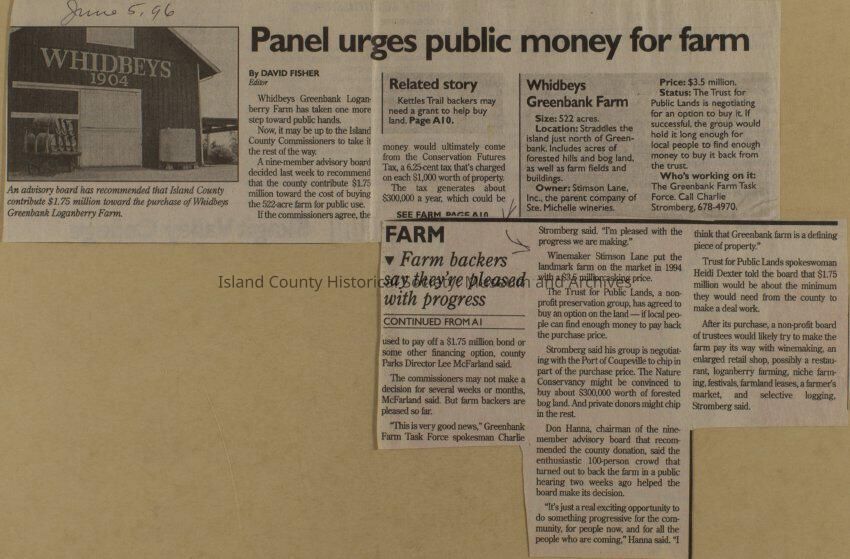 June 5, 96
WHIDBEYS
1904
An advisory board has recommended that Island County
contribute $1.75 million toward the purchase of Whidbeys
Greenbank Loganberry Farm.
Panel urges public money for farm
By DAVID FISHER
Editor
Whidbeys Greenbank Logan-
berry Farm has taken one more
step toward public hands.
Now, it may be up to the Island
County Commissioners to take it
the rest of the way.
A nine-member advisory board
decided last week to recommend
that the county contribute $1.75
million toward the cost of buying
the 522-acre farm for public use.
If the commissioners agree, the
Related story
Kettles Trail backers may
need a grant to help buy
land. Page A10.
money would ultimately come
from the Conservation Futures
Tax, a 6.25-cent tax that's charged
on each $1,000 worth of property.
The tax generates about
$300,000 a year, which could be
SEE FARM, PAGE A10
Whidbeys
Greenbank Farm
Size: 522 acres.
Location: Straddles the
island just north of Green-
bank. Includes acres of
forested hills and bog land,
as well as farm fields and
buildings.
Owner: Stimson Lane,
Inc., the parent company of
Ste. Michelle wineries.
Price: $3.5 million.
Status: The Trust for
Public Lands is negotiating
for an option to buy it. If
successful, the group would
hold it long enough for
local people to find enough
money to buy it back from
the trust.
Who's working on it:
The Greenbank Farm Task
Force. Call Charlie
Stromberg, 678-4970.
FARM
▼ Farm backers
say they're pleased
with progress
CONTINUED FROM A1
used to pay off a $1.75 million bond or
some other financing option, county
Parks Director Lee McFarland said.
The commissioners may not make a
decision for several weeks or months,
McFarland said. But farm backers are
pleased so far.
"This is very good news," Greenbank
Farm Task Force spokesman Charlie
Stromberg said. "I'm pleased with the
progress we are making."
Winemaker Stimson Lane put the
landmark farm on the market in 1994
with a $3.5 million asking price.
The Trust for Public Lands, a non-
profit preservation group, has agreed to
buy an option on the land — if local peo-
ple can find enough money to pay back
the purchase price.
Stromberg said his group is negotiat-
ing with the Port of Coupeville to chip in
part of the purchase price. The Nature
Conservancy might be convinced to
buy about $300,000 worth of forested
bog land. And private donors might chip
in the rest.
Don Hanna, chairman of the nine-
member advisory board that recom-
mended the county donation, said the
enthusiastic 100-person crowd that
turned out to back the farm in a public
hearing two weeks ago helped the
board make its decision.
"It's just a real exciting opportunity to
do something progressive for the com-
munity, for people now, and for all the
people who are coming," Hanna said. "I
think that Greenbank farm is a defining
piece of property."
Trust for Public Lands spokeswoman
Heidi Dexter told the board that $1.75
million would be about the minimum
they would need from the county to
make a deal work.
After its purchase, a non-profit board
of trustees would likely try to make the
farm pay its way with winemaking, an
enlarged retail shop, possibly a restau-
rant, loganberry farming, niche farm-
ing, festivals, farmland leases, a farmer's
market, and selective logging,
Stromberg said.
Island County Historical Society Museum and Archives